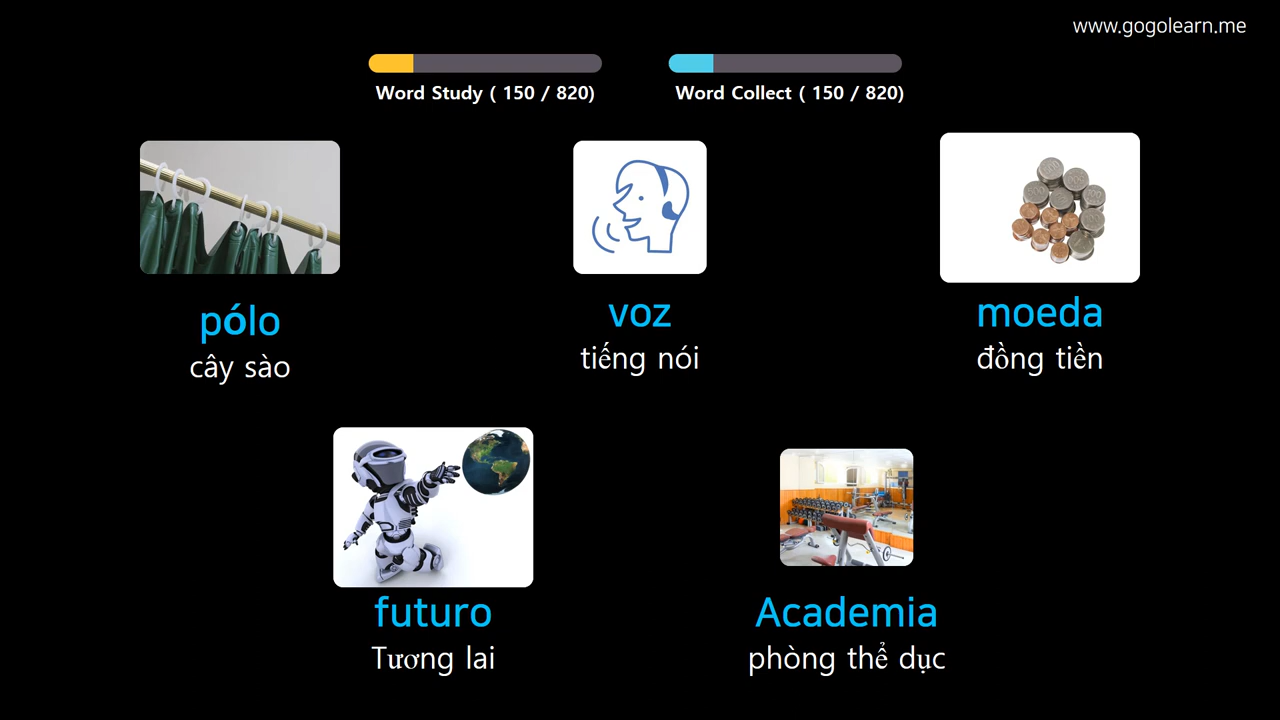 www.gogolearn.me
Word Study ( 150 / 820)
Word Collect ( 150 / 820)
pólo
cây sào
voz
tiếng nói
moeda
đồng tiền
futuro
Tương lai
Academia
phòng thể dục